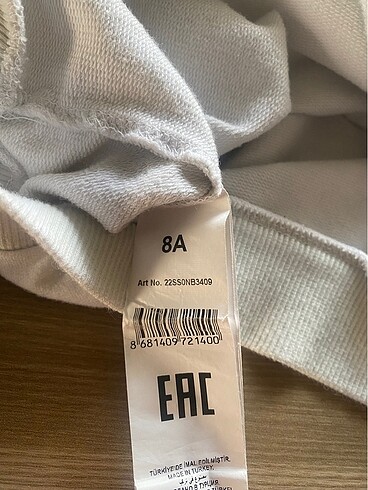 8A
Art No. 22SS0NB3409
8 681409 721400
EAC
TÜRKİYE'DE İMAL EDİLMİŞTİR.
MADE IN TURKEY.